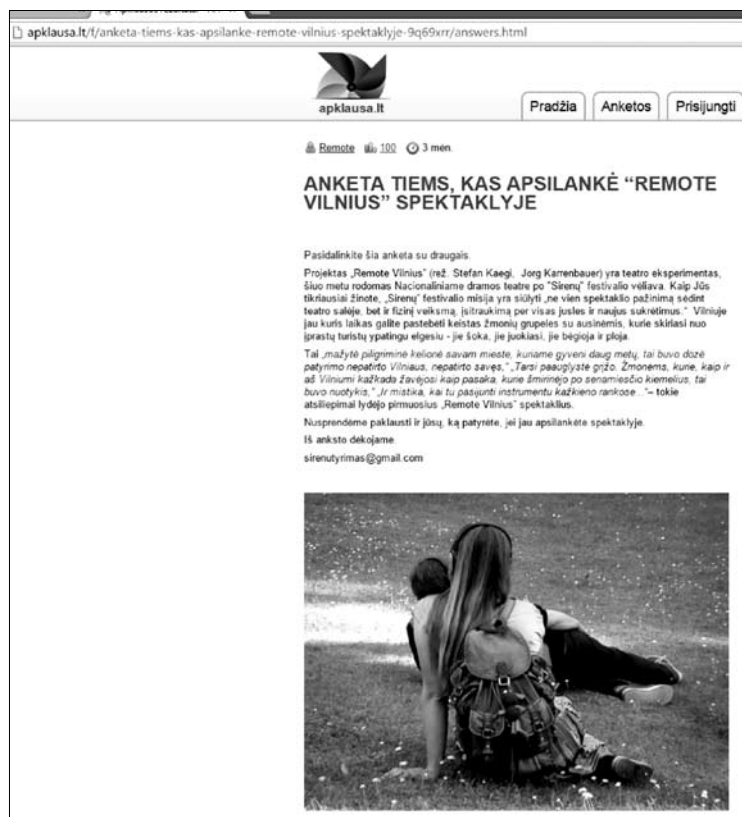 apklausa.lt/f/anketa-tiems-kas-apsilanke-remote-vilnius-spektaklyje-9q69xrr/answers.html
apklausa.lt
Pradžia
Anketos
Prisijungti
Remote 100 3 mėn.
ANKETA TIEMS, KAS APSILANKĖ “REMOTE
VILNIUS” SPEKTAKLYJE
Pasidalinkite šia anketa su draugais.
Projektas „Remote Vilnius“ (rež. Stefan Kaegi, Jorg Karrenbauer) yra teatro eksperimentas,
šiuo metu rodomas Nacionaliniame dramos teatre po "Sirenų" festivalio vėliava. Kaip Jūs
tikriausiai žinote, „Sirenų“ festivalio misija yra siūlyti „ne vien spektaklio pažinimą sėdint
teatro salėje, bet ir fizinį veiksmą, įsitraukimą per visas jusles ir naujus sukrėtimus.“ Vilniuje
jau kuris laikas galite pastebėti keistas žmonių grupeles su ausinėmis, kurie skiriasi nuo
įprastų turistų ypatingu elgesiu - jie šoka, jie juokiasi, jie bėgioja ir ploja.
Tai „mažytė piligriminė kelionė savam mieste, kuriame gyveni daug metų, tai buvo dozė
patyrimo nepatirto Vilniaus, nepatirto savęs,“ „Tarsi paauglystė grįžo. Žmonėms, kurie, kaip ir
aš Vilniumi kažkada žavėjosi kaip pasaka, kurie šmirinėjo po senamiesčio kiemelius, tai
buvo nuotykis,“ „Ir mistika, kai tu pasijunti instrumentu kažkieno rankose...“– tokie
atsiliepimai lydėjo pirmuosius „Remote Vilnius“ spektaklius.
Nusprendėme paklausti ir jūsų, ką patyrėte, jei jau apsilankėte spektaklyje.
Iš anksto dėkojame.
sirenutyrimas@gmail.com